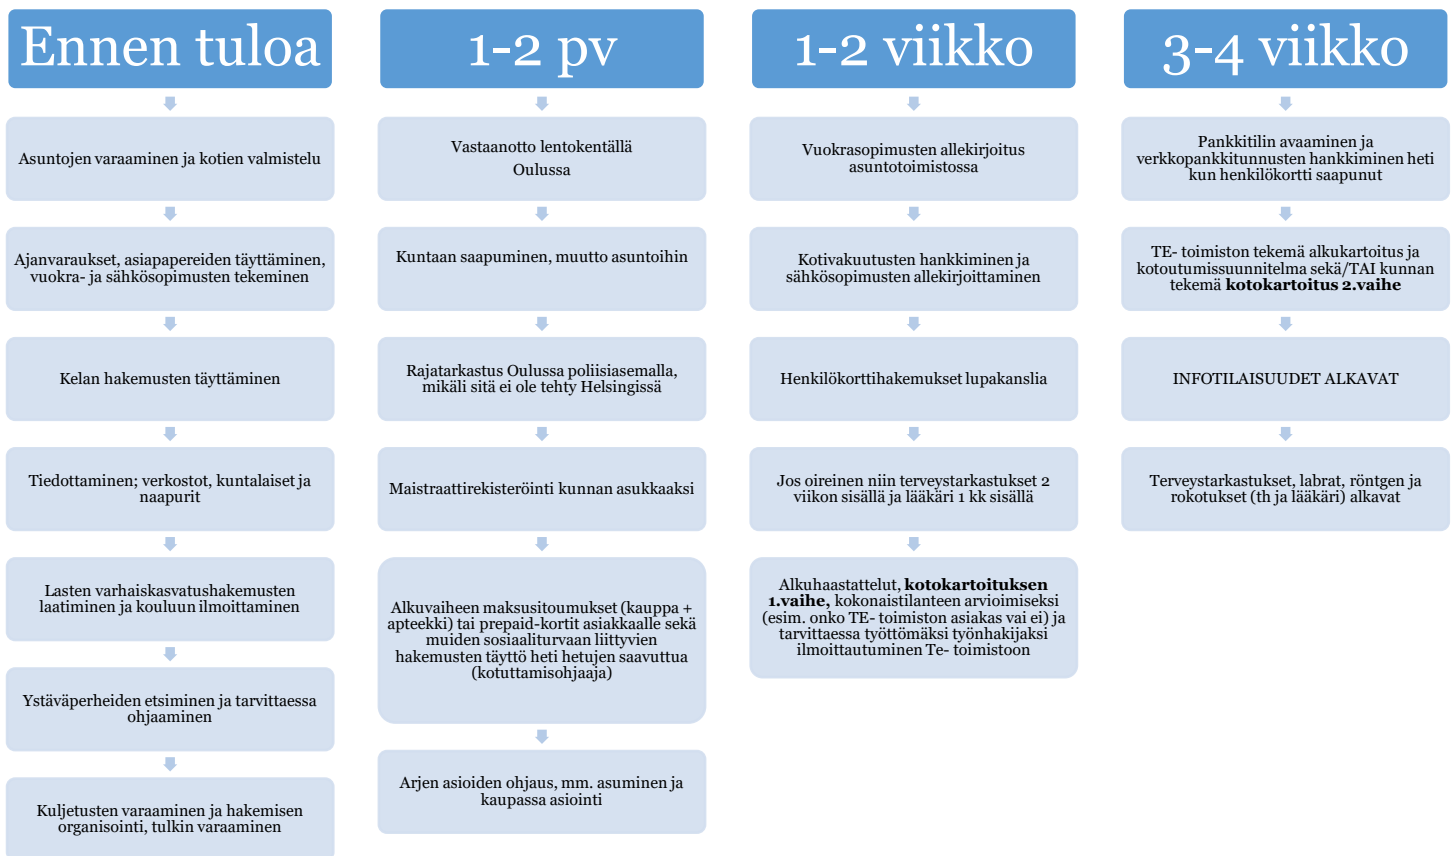 Ennen tuloa
Asuntojen varaaminen ja kotien valmistelu
Ajanvaraukset, asiapapereiden täyttäminen,
vuokra- ja sähkösopimusten tekeminen
Kelan hakemusten täyttäminen
Tiedottaminen; verkostot, kuntalaiset ja
naapurit
Lasten varhaiskasvatushakemusten
laatiminen ja kouluun ilmoittaminen
Ystäväperheiden etsiminen ja tarvittaessa
ohjaaminen
Kuljetusten varaaminen ja hakemisen
organisointi, tulkin varaaminen
1-2 pv
Vastaanotto lentokentällä
Oulussa
Kuntaan saapuminen, muutto asuntoihin
Rajatarkastus Oulussa poliisiasemalla,
mikäli sitä ei ole tehty Helsingissä
Maistraattirekisteröinti kunnan asukkaaksi
Alkuvaiheen maksusitoumukset (kauppa +
apteekki) tai prepaid-kortit asiakkaalle sekä
muiden sosiaaliturvaan liittyvien
hakemusten täyttö heti hetujen saavuttua
(kotuttamisohjaaja)
Arjen asioiden ohjaus, mm. asuminen ja
kaupassa asiointi
1-2 viikko
Vuokrasopimusten allekirjoitus
asuntotoimistossa
Kotivakuutusten hankkiminen ja
sähkösopimusten allekirjoittaminen
Henkilökorttihakemukset lupakanslia
Jos oireinen niin terveystarkastukset 2
viikon sisällä ja lääkäri 1 kk sisällä
Alkuhaastattelut, kotokartoituksen
1.vaihe, kokonaistilanteen arvioimiseksi
(esim. onko TE- toimiston asiakas vai ei) ja
tarvittaessa työttömäksi työnhakijaksi
ilmoittautuminen Te- toimistoon
3-4 viikko
Pankkitilin avaaminen ja
verkkopankkitunnusten hankkiminen heti
kun henkilökortti saapunut
TE- toimiston tekemä alkukartoitus ja
kotoutumissuunnitelma sekä/TAI kunnan
tekemä kotokartoitus 2.vaihe
INFOTILAISUUDET ALKAVAT
Terveystarkastukset, labrat, röntgen ja
rokotukset (th ja lääkäri) alkavat